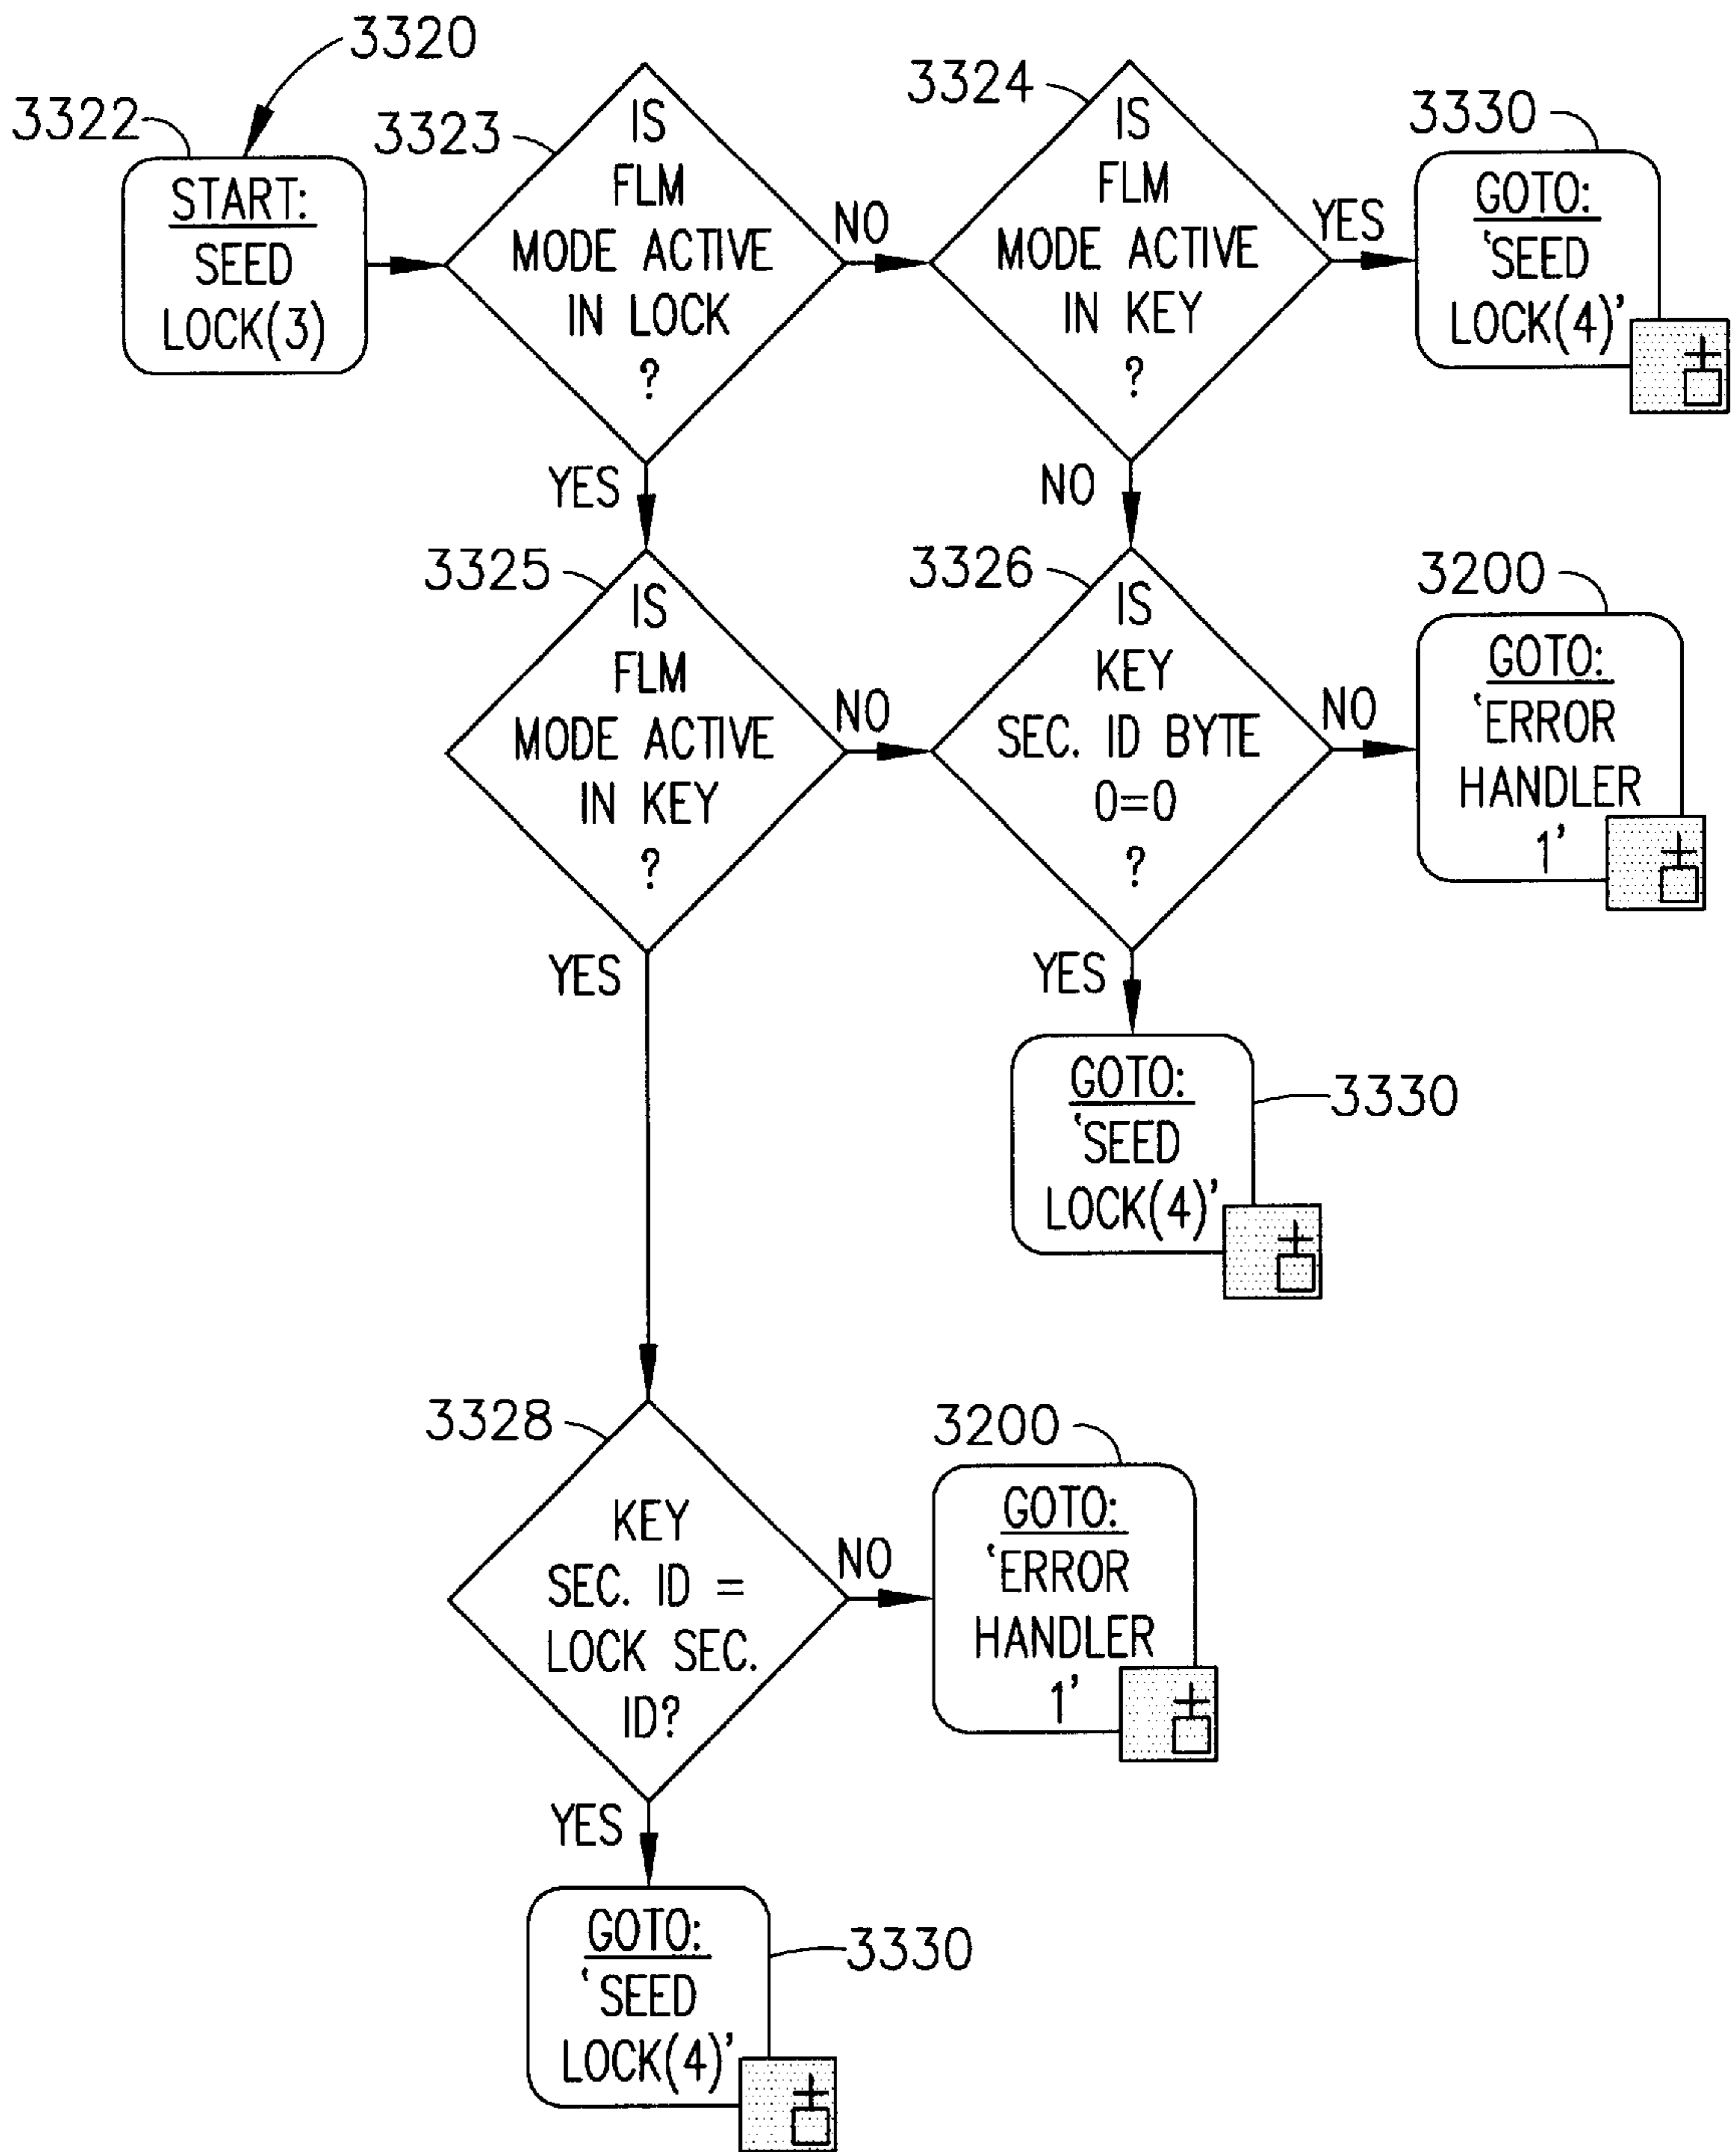 3320
3322
START:
SEED
LOCK(3)
3323
IS
FLM
MODE ACTIVE
IN LOCK
?
NO
YES
3324
IS
FLM
MODE ACTIVE
IN KEY
?
YES
NO
3330
GOTO:
'SEED
LOCK(4)'
3325
IS
FLM
MODE ACTIVE
IN KEY
?
NO
YES
3326
IS
KEY
SEC. ID BYTE
0=0
?
NO
YES
3200
GOTO:
'ERROR
HANDLER
1'
GOTO:
'SEED
LOCK(4)'
3330
3328
KEY
SEC. ID =
LOCK SEC.
ID?
NO
YES
3200
GOTO:
'ERROR
HANDLER
1'
GOTO:
'SEED
LOCK(4)'
3330